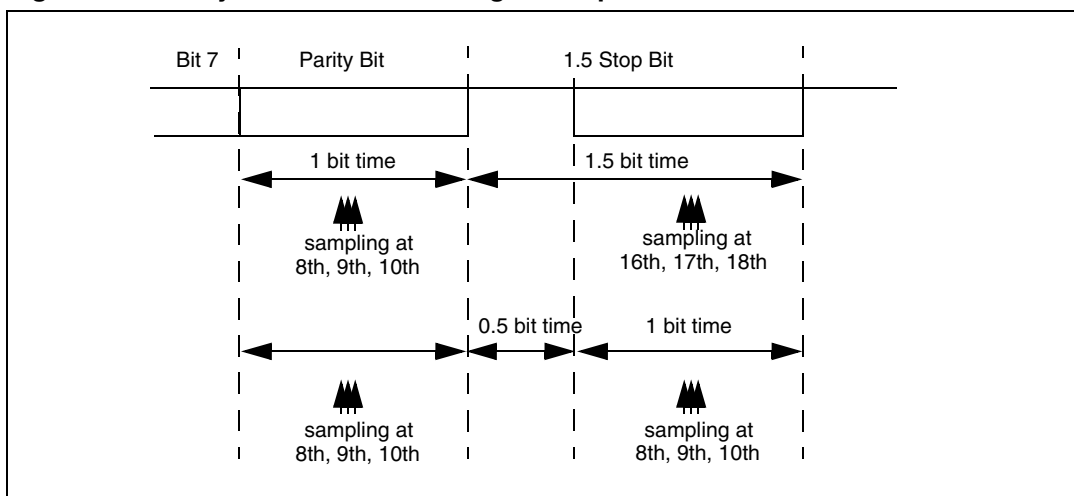 Bit 7 Parity Bit 1.5 Stop Bit
1 bit time 1.5 bit time
sampling at
8th, 9th, 10th
sampling at
16th, 17th, 18th
0.5 bit time 1 bit time
sampling at
8th, 9th, 10th
sampling at
8th, 9th, 10th